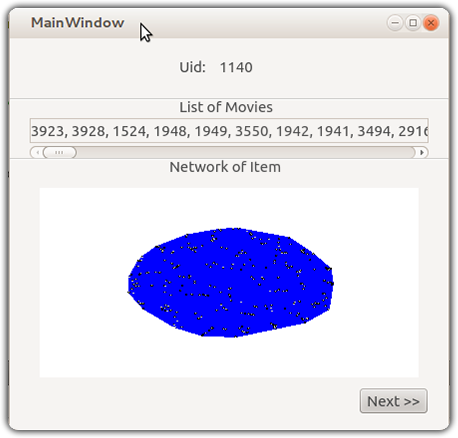 MainWindow
Uid: 1140
List of Movies
3923, 3928, 1524, 1948, 1949, 3550, 1942, 1941, 3494, 2916
Network of Item
Next >>